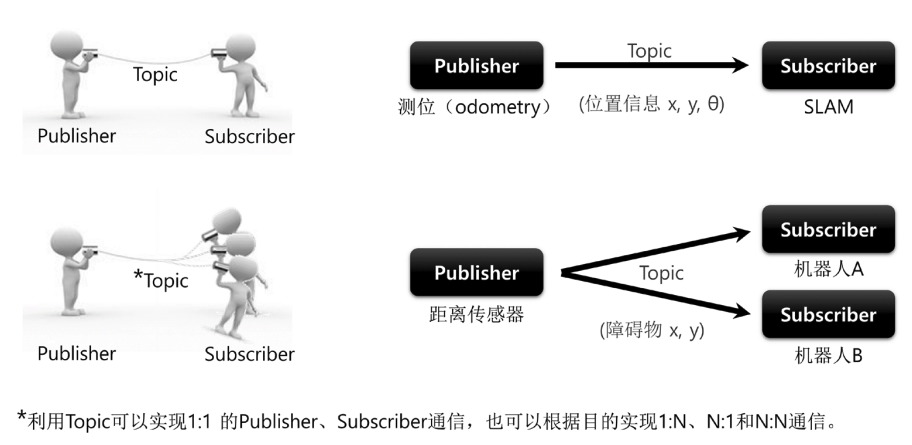 Topic
Publisher
Subscriber
Publisher
Topic
Subscriber
测位（odometry）
(位置信息 x, y, θ)
SLAM
*Topic
Publisher
Subscriber
Publisher
距离传感器
Topic
(障碍物 x, y)
Subscriber
机器人A
Subscriber
机器人B
*利用Topic可以实现1:1 的Publisher、Subscriber通信，也可以根据目的实现1:N、N:1和N:N通信。